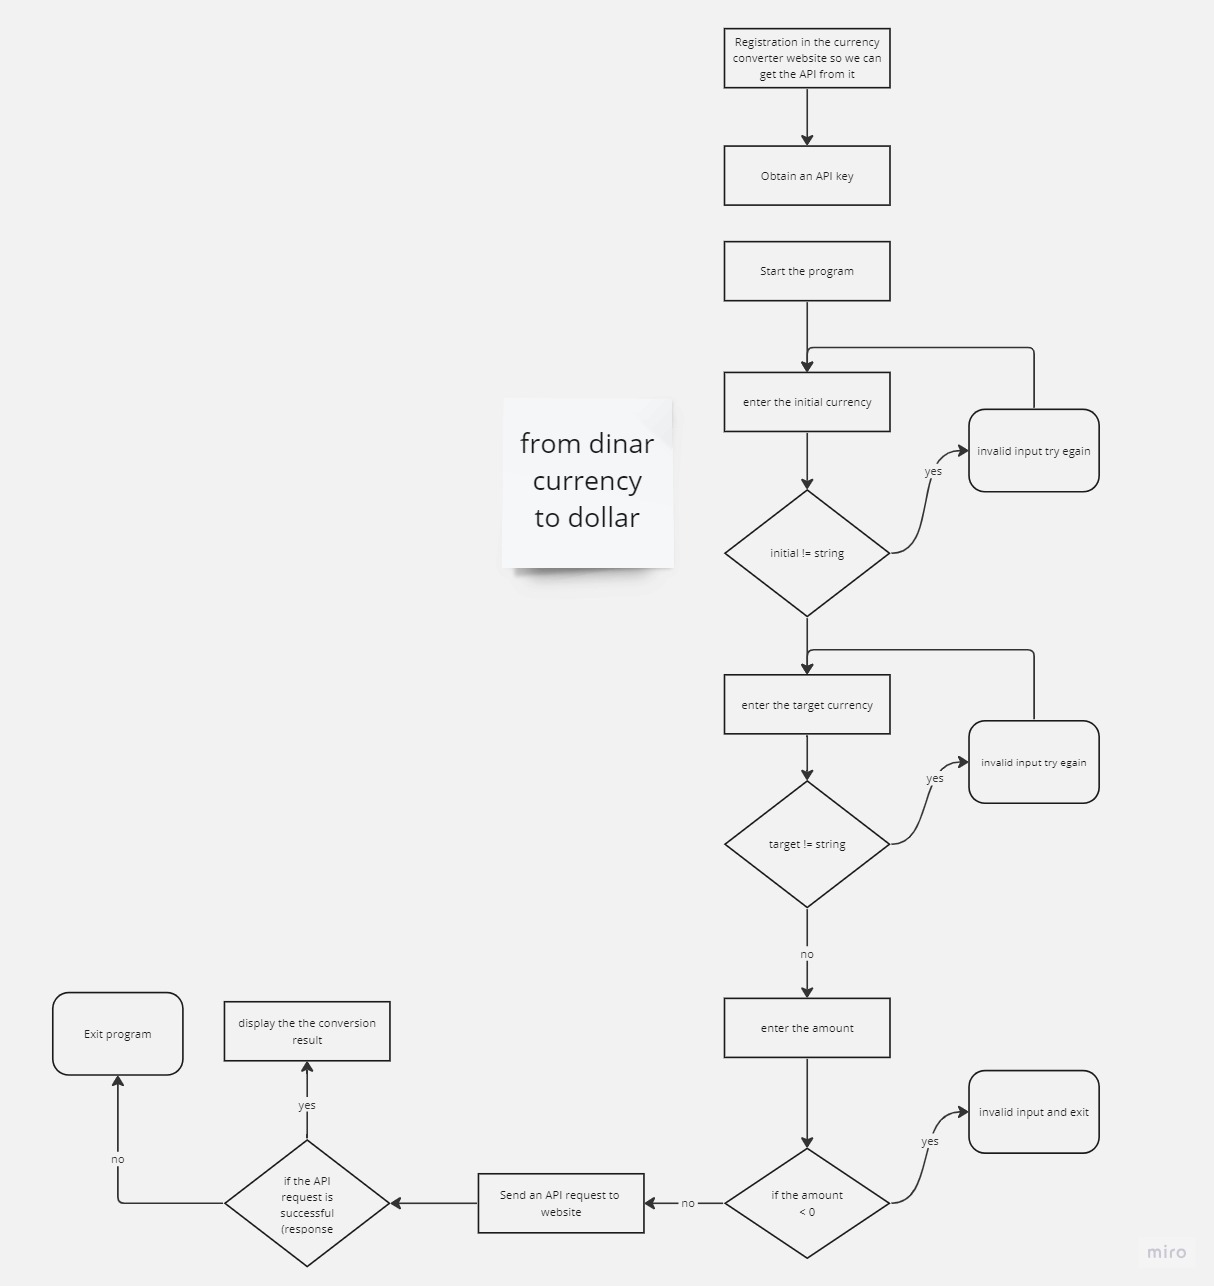 Registration in the currency
converter website so we can
get the API from it
Obtain an API key
Start the program
enter the initial currency
invalid input try egain
yes
from dinar
currency
to dollar
initial != string
enter the target currency
invalid input try egain
yes
target != string
no
enter the amount
Exit program
display the the conversion
result
yes
invalid input and exit
yes
no
if the API
request is
successful
(response
Send an API request to
website
no
if the amount
< 0
miro